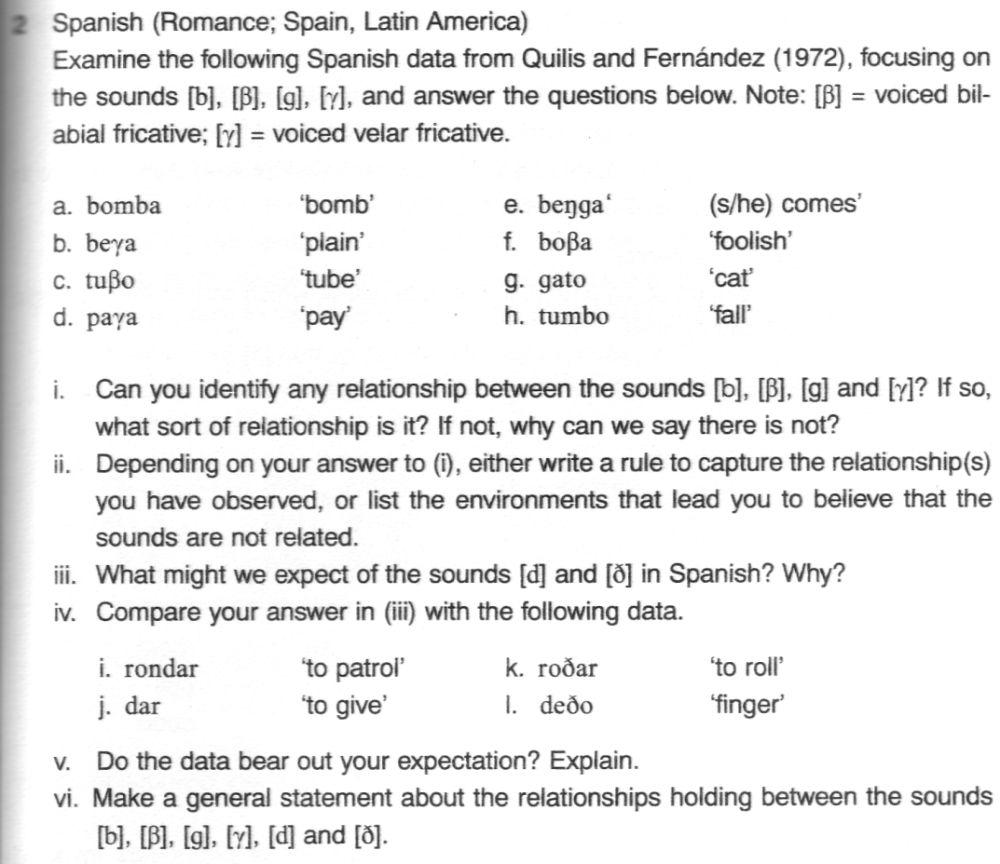 2 Spanish (Romance; Spain, Latin America)
Examine the following Spanish data from Quilis and Fernández (1972), focusing on
the sounds [b], [β], [g], [ɣ], and answer the questions below. Note: [β] = voiced bil-
abial fricative; [ɣ] = voiced velar fricative.
a. bomba ‘bomb’ e. beŋga‘ (s/he) comes’
b. beɣa ‘plain’ f. boβa ‘foolish’
c. tuβo ‘tube’ g. gato ‘cat’
d. paɣa ‘pay’ h. tumbo ‘fall’
i. Can you identify any relationship between the sounds [b], [β], [g] and [ɣ]? If so,
what sort of relationship is it? If not, why can we say there is not?
ii. Depending on your answer to (i), either write a rule to capture the relationship(s)
you have observed, or list the environments that lead you to believe that the
sounds are not related.
iii. What might we expect of the sounds [d] and [ð] in Spanish? Why?
iv. Compare your answer in (iii) with the following data.
i. rondar ‘to patrol’ k. roðar ‘to roll’
j. dar ‘to give’ l. deðo ‘finger’
v. Do the data bear out your expectation? Explain.
vi. Make a general statement about the relationships holding between the sounds
[b], [β], [g], [ɣ], [d] and [ð].